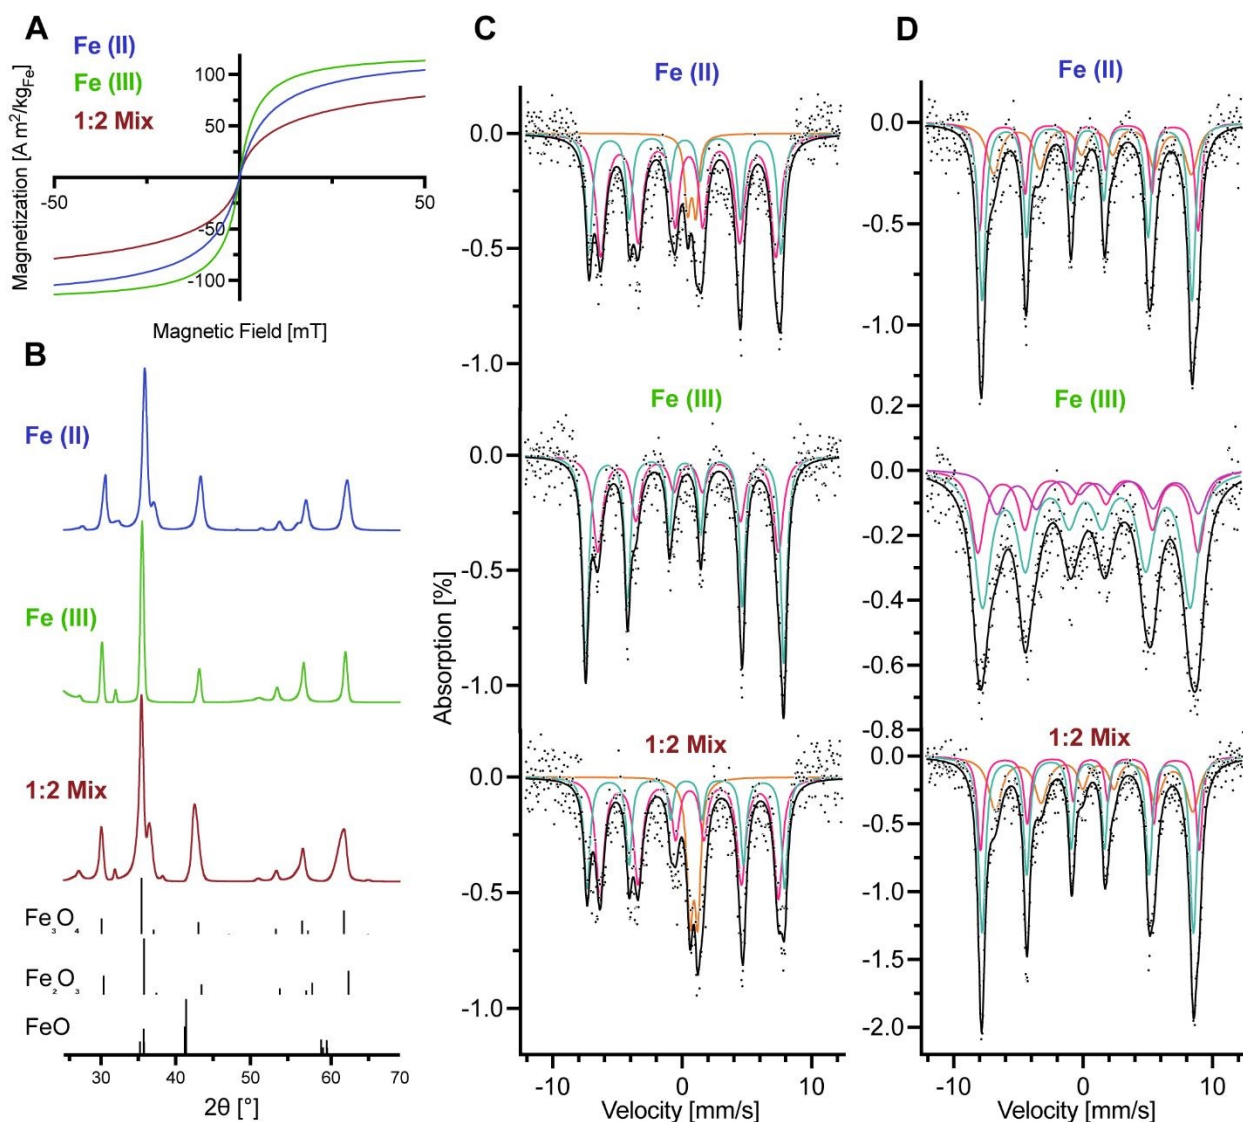 A
Fe (II)
Fe (III)
1:2 Mix
Magnetization [A m²/kgFe]
100
50
-50
50
-50
-100
Magnetic Field [mT]
B
Fe (II)
Fe (III)
1:2 Mix
Fe₃O₄
Fe₂O₃
FeO
30
40
50
60
70
2θ [°]
C
Fe (II)
0.0
-0.5
-1.0
Fe (III)
0.0
-0.5
-1.0
Absorption [%]
1:2 Mix
0.0
-0.5
-1.0
-10
0
10
Velocity [mm/s]
D
Fe (II)
0.0
-0.5
-1.0
Fe (III)
0.2
0.0
-0.2
-0.4
-0.6
-0.8
1:2 Mix
0.0
-0.5
-1.0
-1.5
-2.0
-10
0
10
Velocity [mm/s]